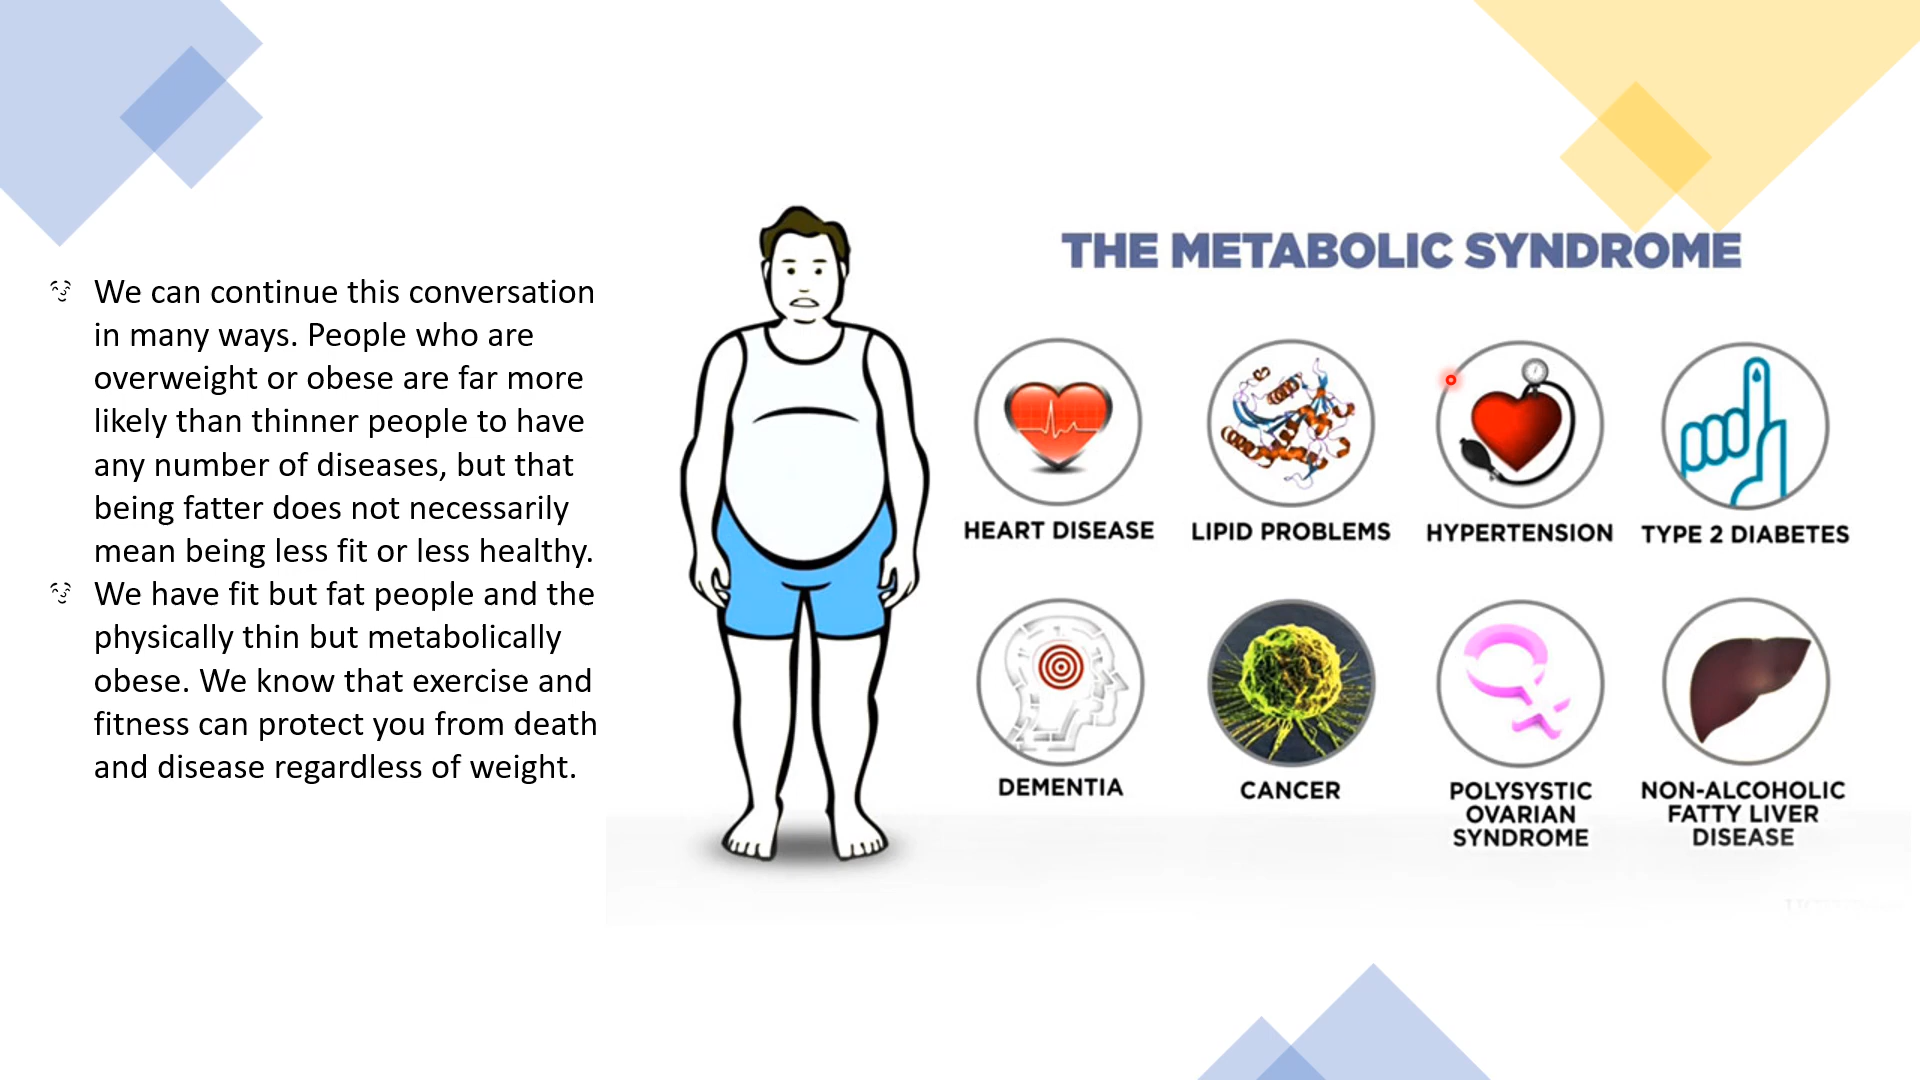 We can continue this conversation
in many ways. People who are
overweight or obese are far more
likely than thinner people to have
any number of diseases, but that
being fatter does not necessarily
mean being less fit or less healthy.
We have fit but fat people and the
physically thin but metabolically
obese. We know that exercise and
fitness can protect you from death
and disease regardless of weight.
THE METABOLIC SYNDROME
HEART DISEASE
LIPID PROBLEMS
HYPERTENSION
TYPE 2 DIABETES
DEMENTIA
CANCER
POLYSYSTIC
OVARIAN
SYNDROME
NON-ALCOHOLIC
FATTY LIVER
DISEASE